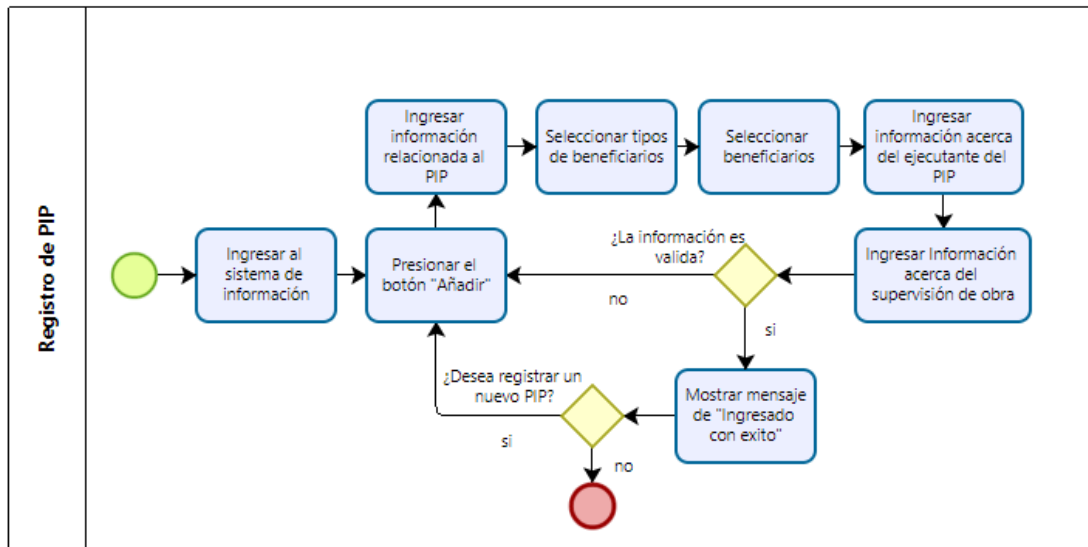 Registro de PIP
Ingresar al
sistema de
información
Presionar el
botón "Añadir"
Ingresar
información
relacionada al
PIP
Seleccionar tipos
de beneficiarios
Seleccionar
beneficiarios
Ingresar
información acerca
del ejecutante del
PIP
Ingresar Información
acerca del
supervisión de obra
¿La información es
valida?
no
si
Mostrar mensaje
de "Ingresado
con exito"
¿Desea registrar un
nuevo PIP?
si
no